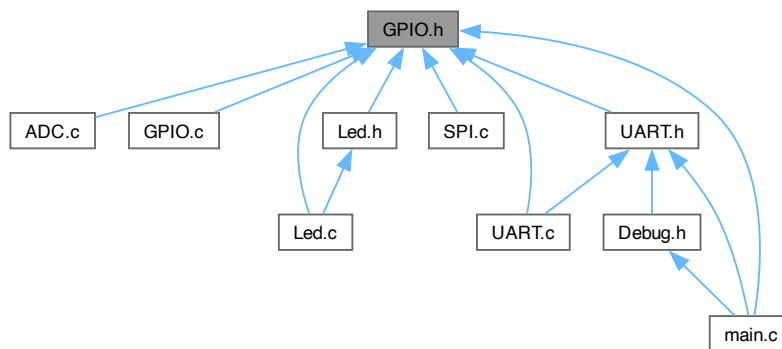 GPIO.h
ADC.c
GPIO.c
Led.h
SPI.c
UART.h
Led.c
UART.c
Debug.h
main.c